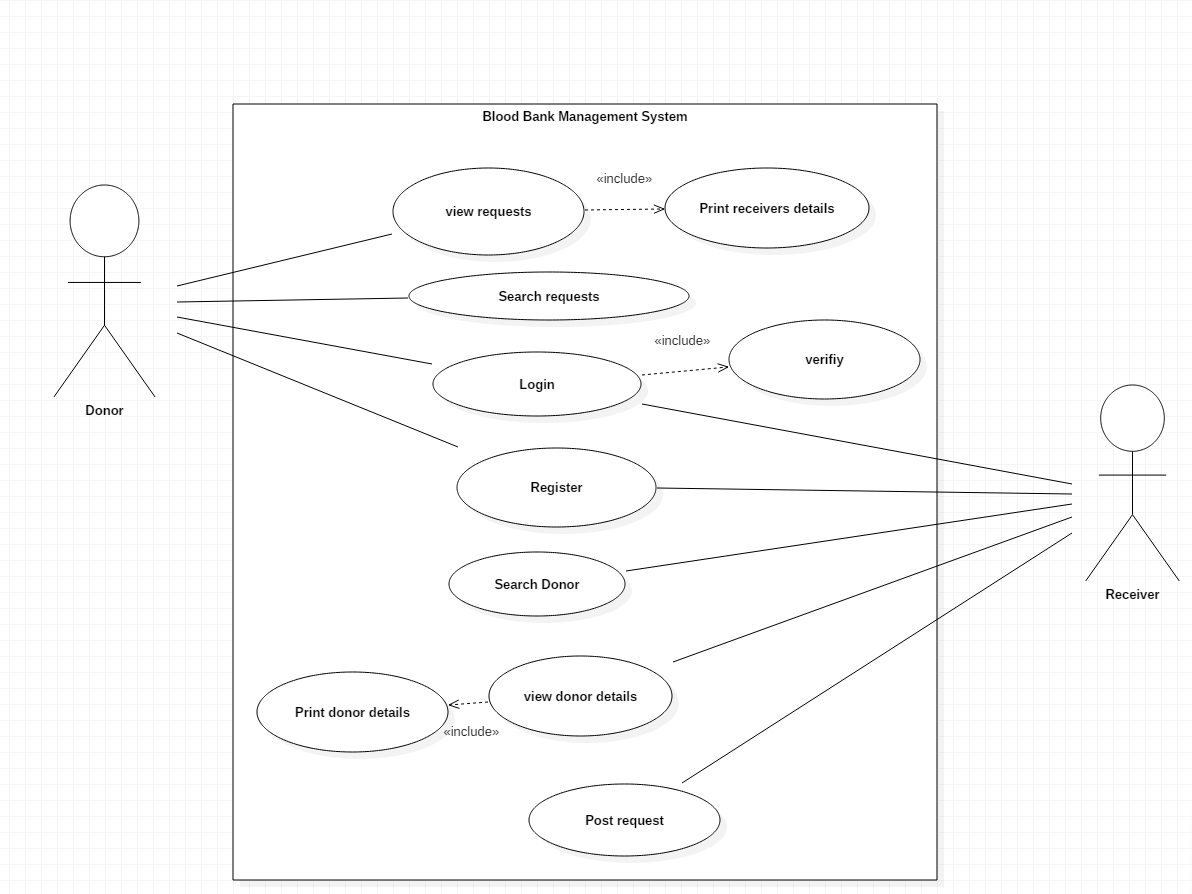 Blood Bank Management System
«include»
view requests
Print receivers details
Search requests
«include»
verifiy
Login
Donor
Register
Search Donor
Receiver
view donor details
Print donor details
«include»
Post request